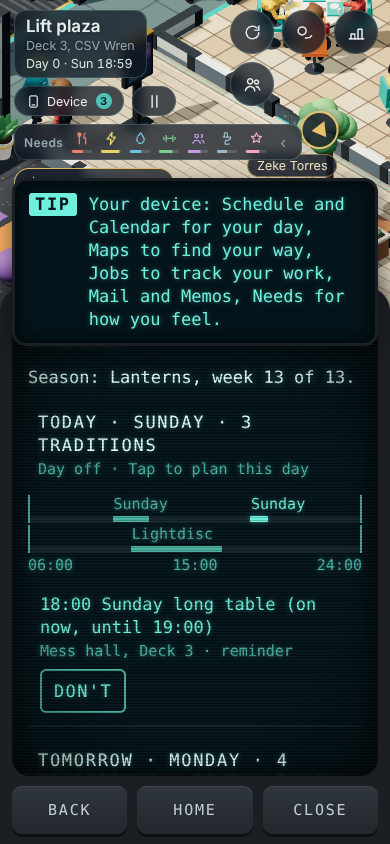 Lift plaza
Deck 3, CSV Wren
Day 0 · Sun 18:59
Device 3
Needs
Zeke Torres
TIP
Your device: Schedule and
Calendar for your day,
Maps to find your way,
Jobs to track your work,
Mail and Memos, Needs for
how you feel.
Season: Lanterns, week 13 of 13.
TODAY · SUNDAY · 3
TRADITIONS
Day off · Tap to plan this day
Sunday Sunday
Lightdisc
06:00 15:00 24:00
18:00 Sunday long table (on
now, until 19:00)
Mess hall, Deck 3 · reminder
DON'T
TOMORROW · MONDAY · 4
BACK HOME CLOSE